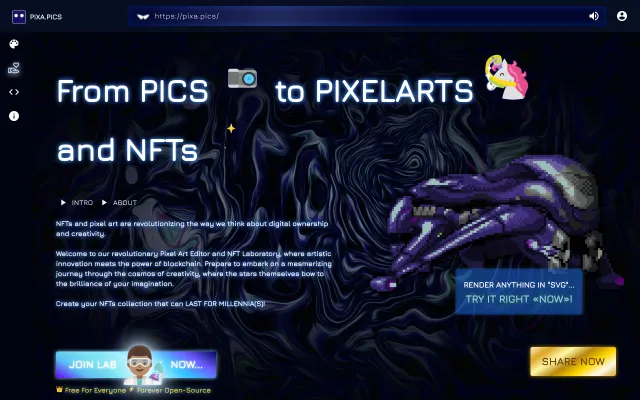 PIXA.PICS
https://pixa.pics/
From PICS to PIXELARTS
and NFTs
INTRO
ABOUT
NFTs and pixel art are revolutionizing the way we think about digital ownership
and creativity.
Welcome to our revolutionary Pixel Art Editor and NFT Laboratory, where artistic
innovation meets the power of blockchain. Prepare to embark on a mesmerizing
journey through the cosmos of creativity, where the stars themselves bow to
the brilliance of your imagination.
Create your NFTs collection that can LAST FOR MILLENNIA(S)!
RENDER ANYTHING IN "SVG"...
TRY IT RIGHT «NOW»!
JOIN LAB NOW...
SHARE NOW
Free For Everyone Forever Open-Source